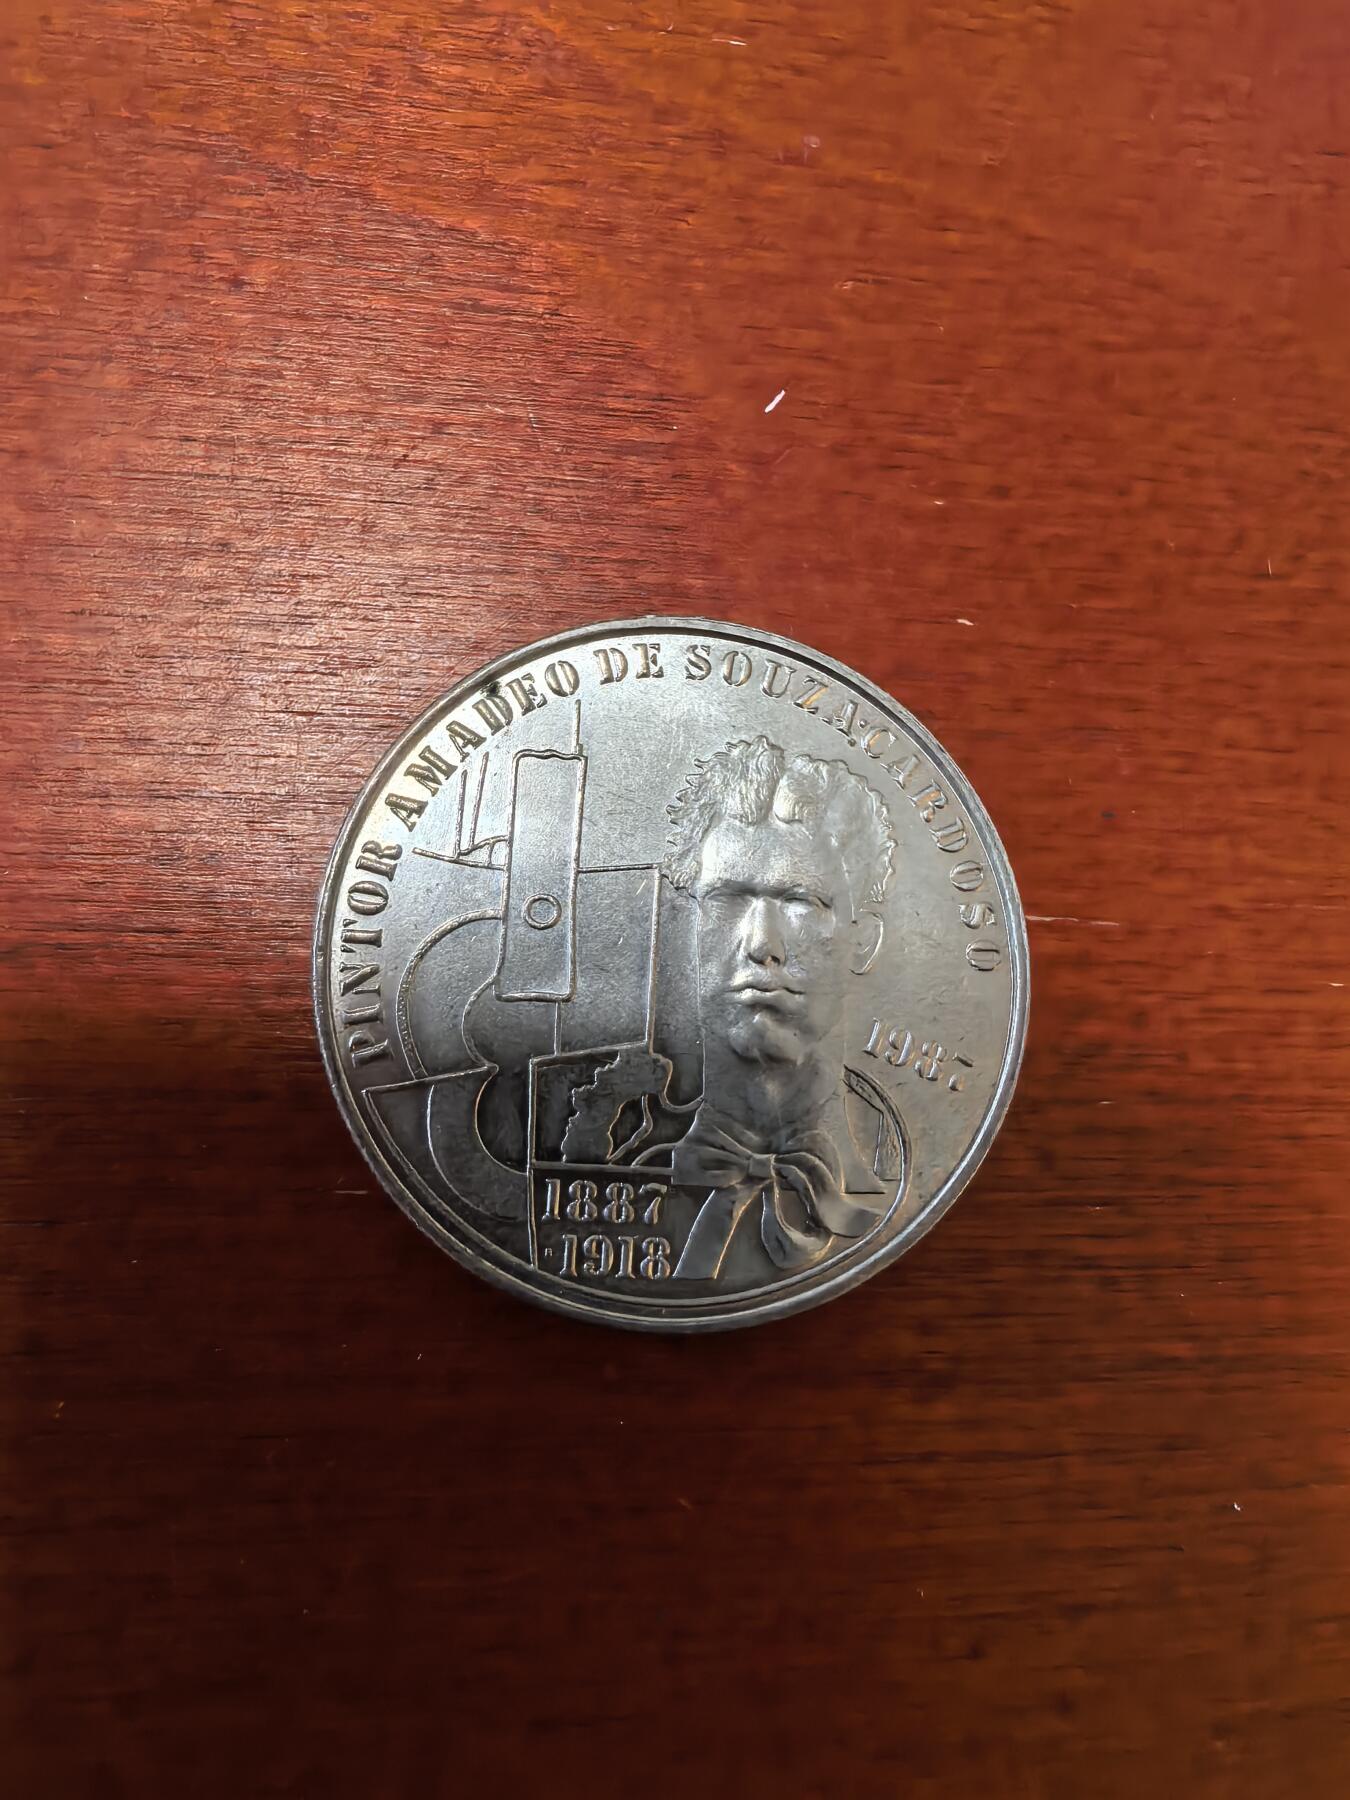 PINTOR AMADEO DE SOUZA·CARDOSO
1987
1887
1918